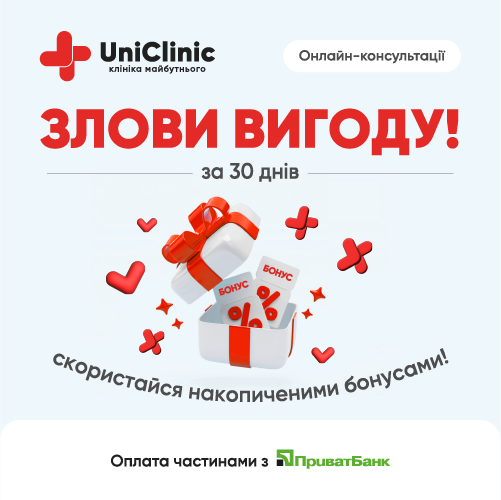 UniClinic
клініка майбутнього
Онлайн-консультації
ЗЛОВИ ВИГОДУ!
за 30 днів
БОНУС
%
БОНУС
%
скористайся накопиченими бонусами!
Оплата частинами з ПриватБанк